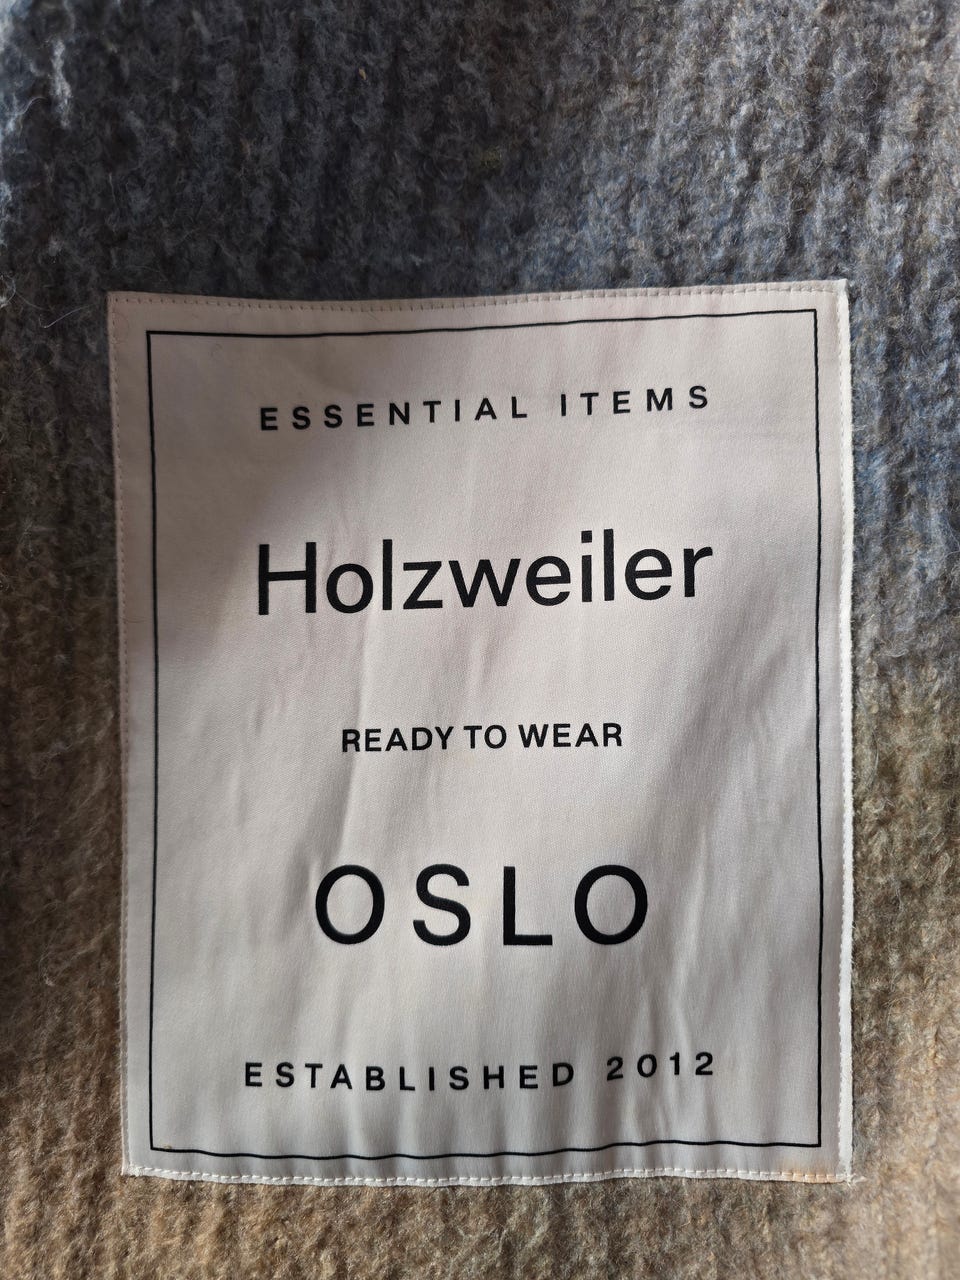 ESSENTIAL ITEMS
Holzweiler
READY TO WEAR
OSLO
ESTABLISHED 2012